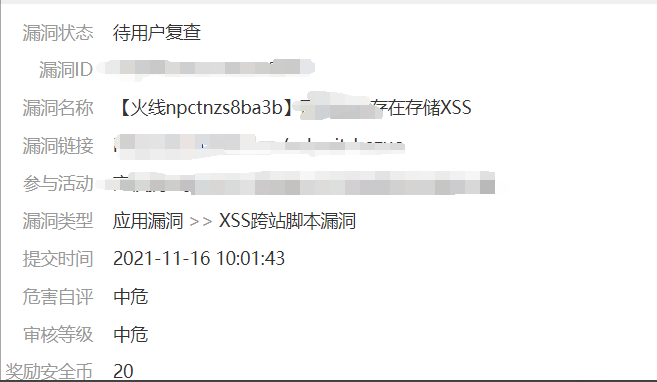 漏洞状态 待用户复查
漏洞ID
漏洞名称 【火线npctnzs8ba3b】 存在存储XSS
漏洞链接
参与活动
漏洞类型 应用漏洞 >> XSS跨站脚本漏洞
提交时间 2021-11-16 10:01:43
危害自评 中危
审核等级 中危
奖励安全币 20